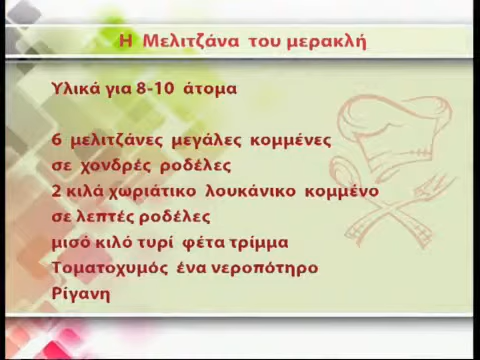 Η Μελιτζάνα του μερακλή
Υλικά για 8-10 άτομα
6 μελιτζάνες μεγάλες κομμένες
σε χονδρές ροδέλες
2 κιλά χωριάτικο λουκάνικο κομμένο
σε λεπτές ροδέλες
μισό κιλό τυρί φέτα τρίμμα
Τοματοχυμός ένα νεροπότηρο
Ρίγανη